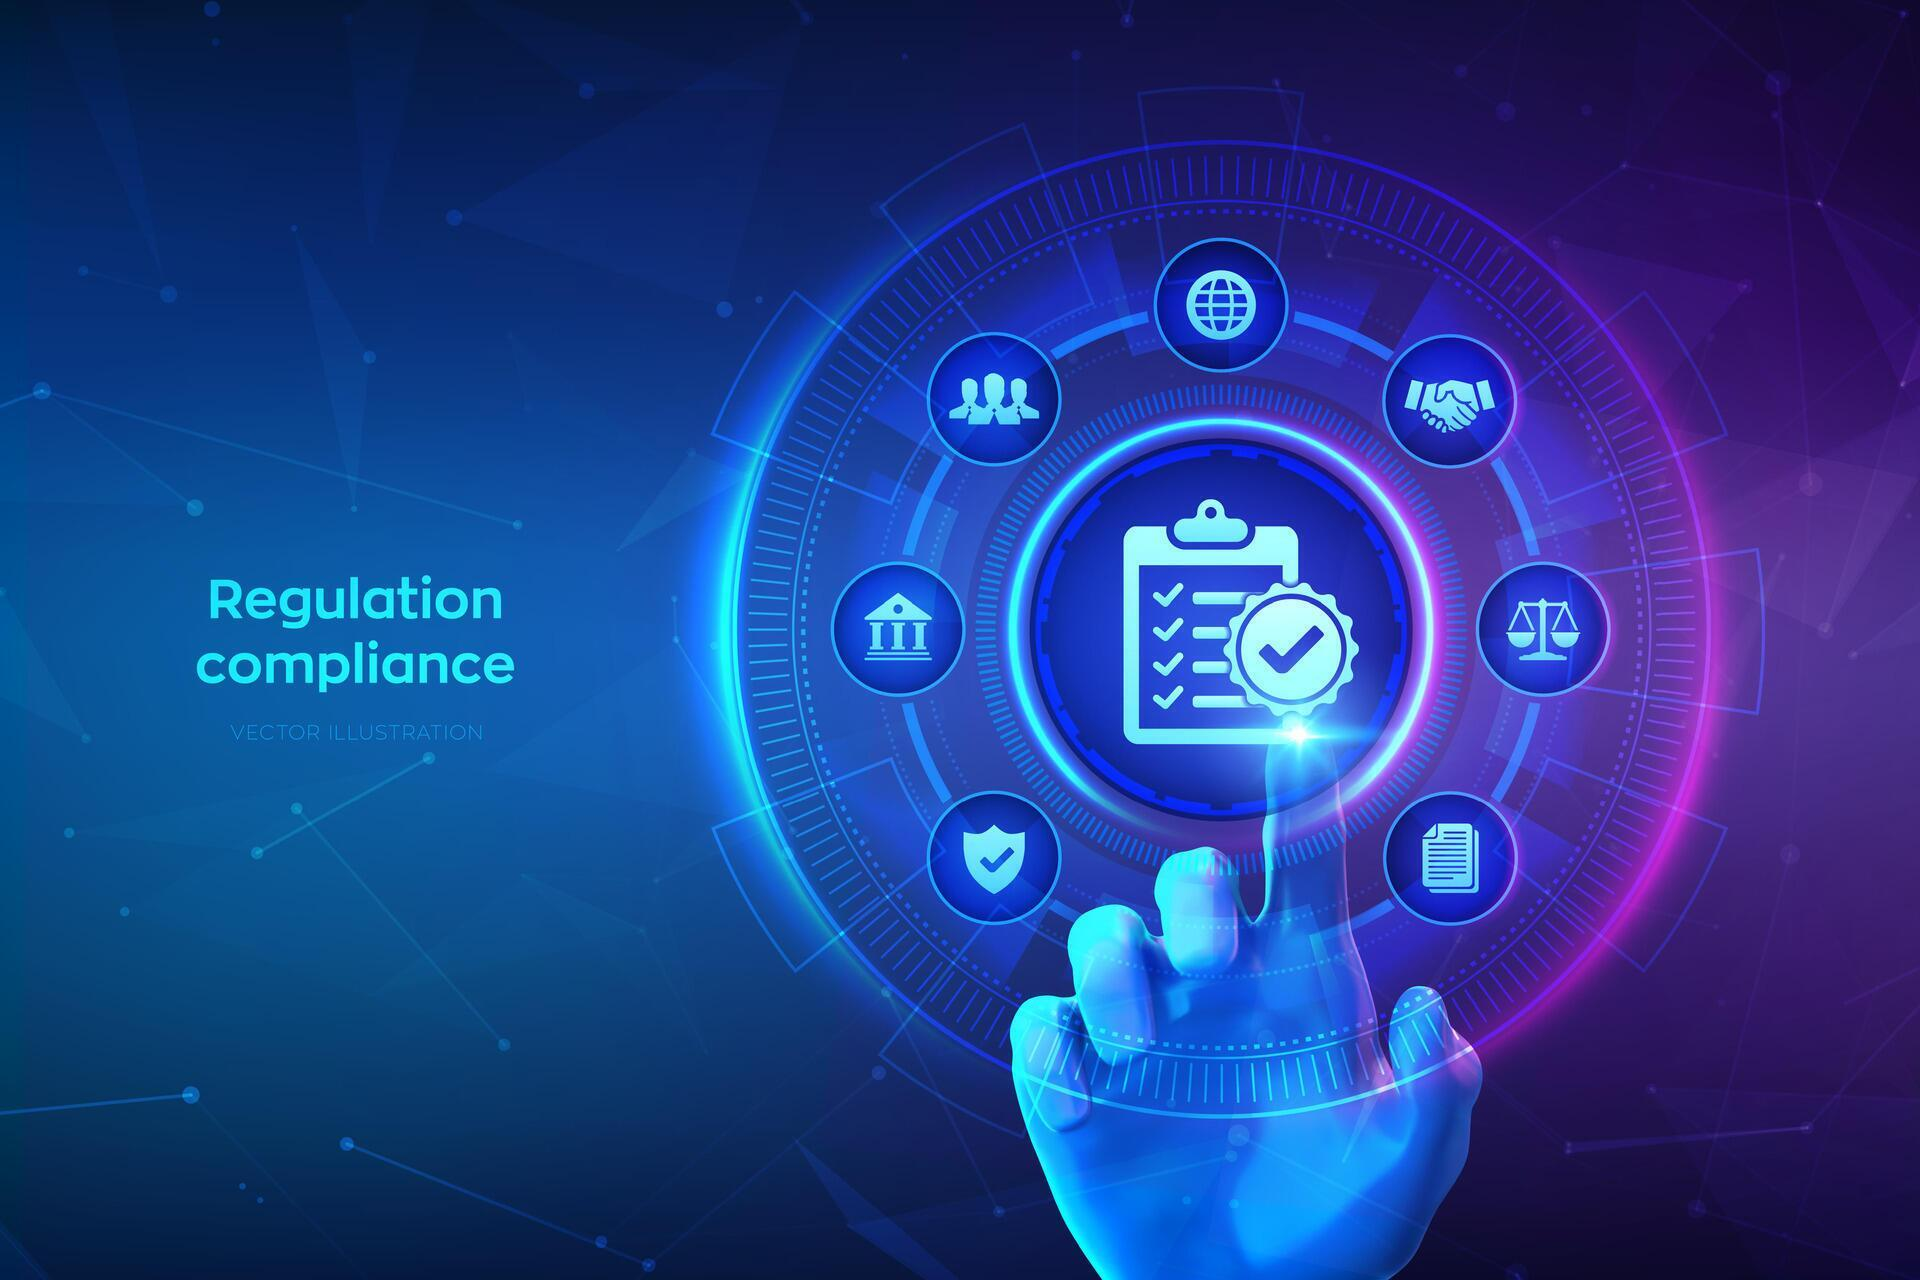 Regulation
compliance
VECTOR ILLUSTRATION